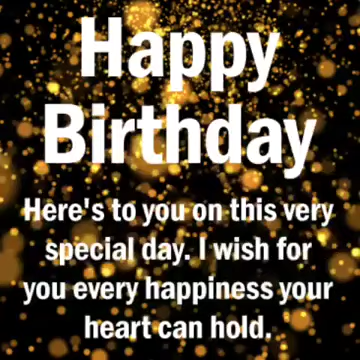 Happy
Birthday
Here's to you on this very
special day. I wish for
you every happiness your
heart can hold.